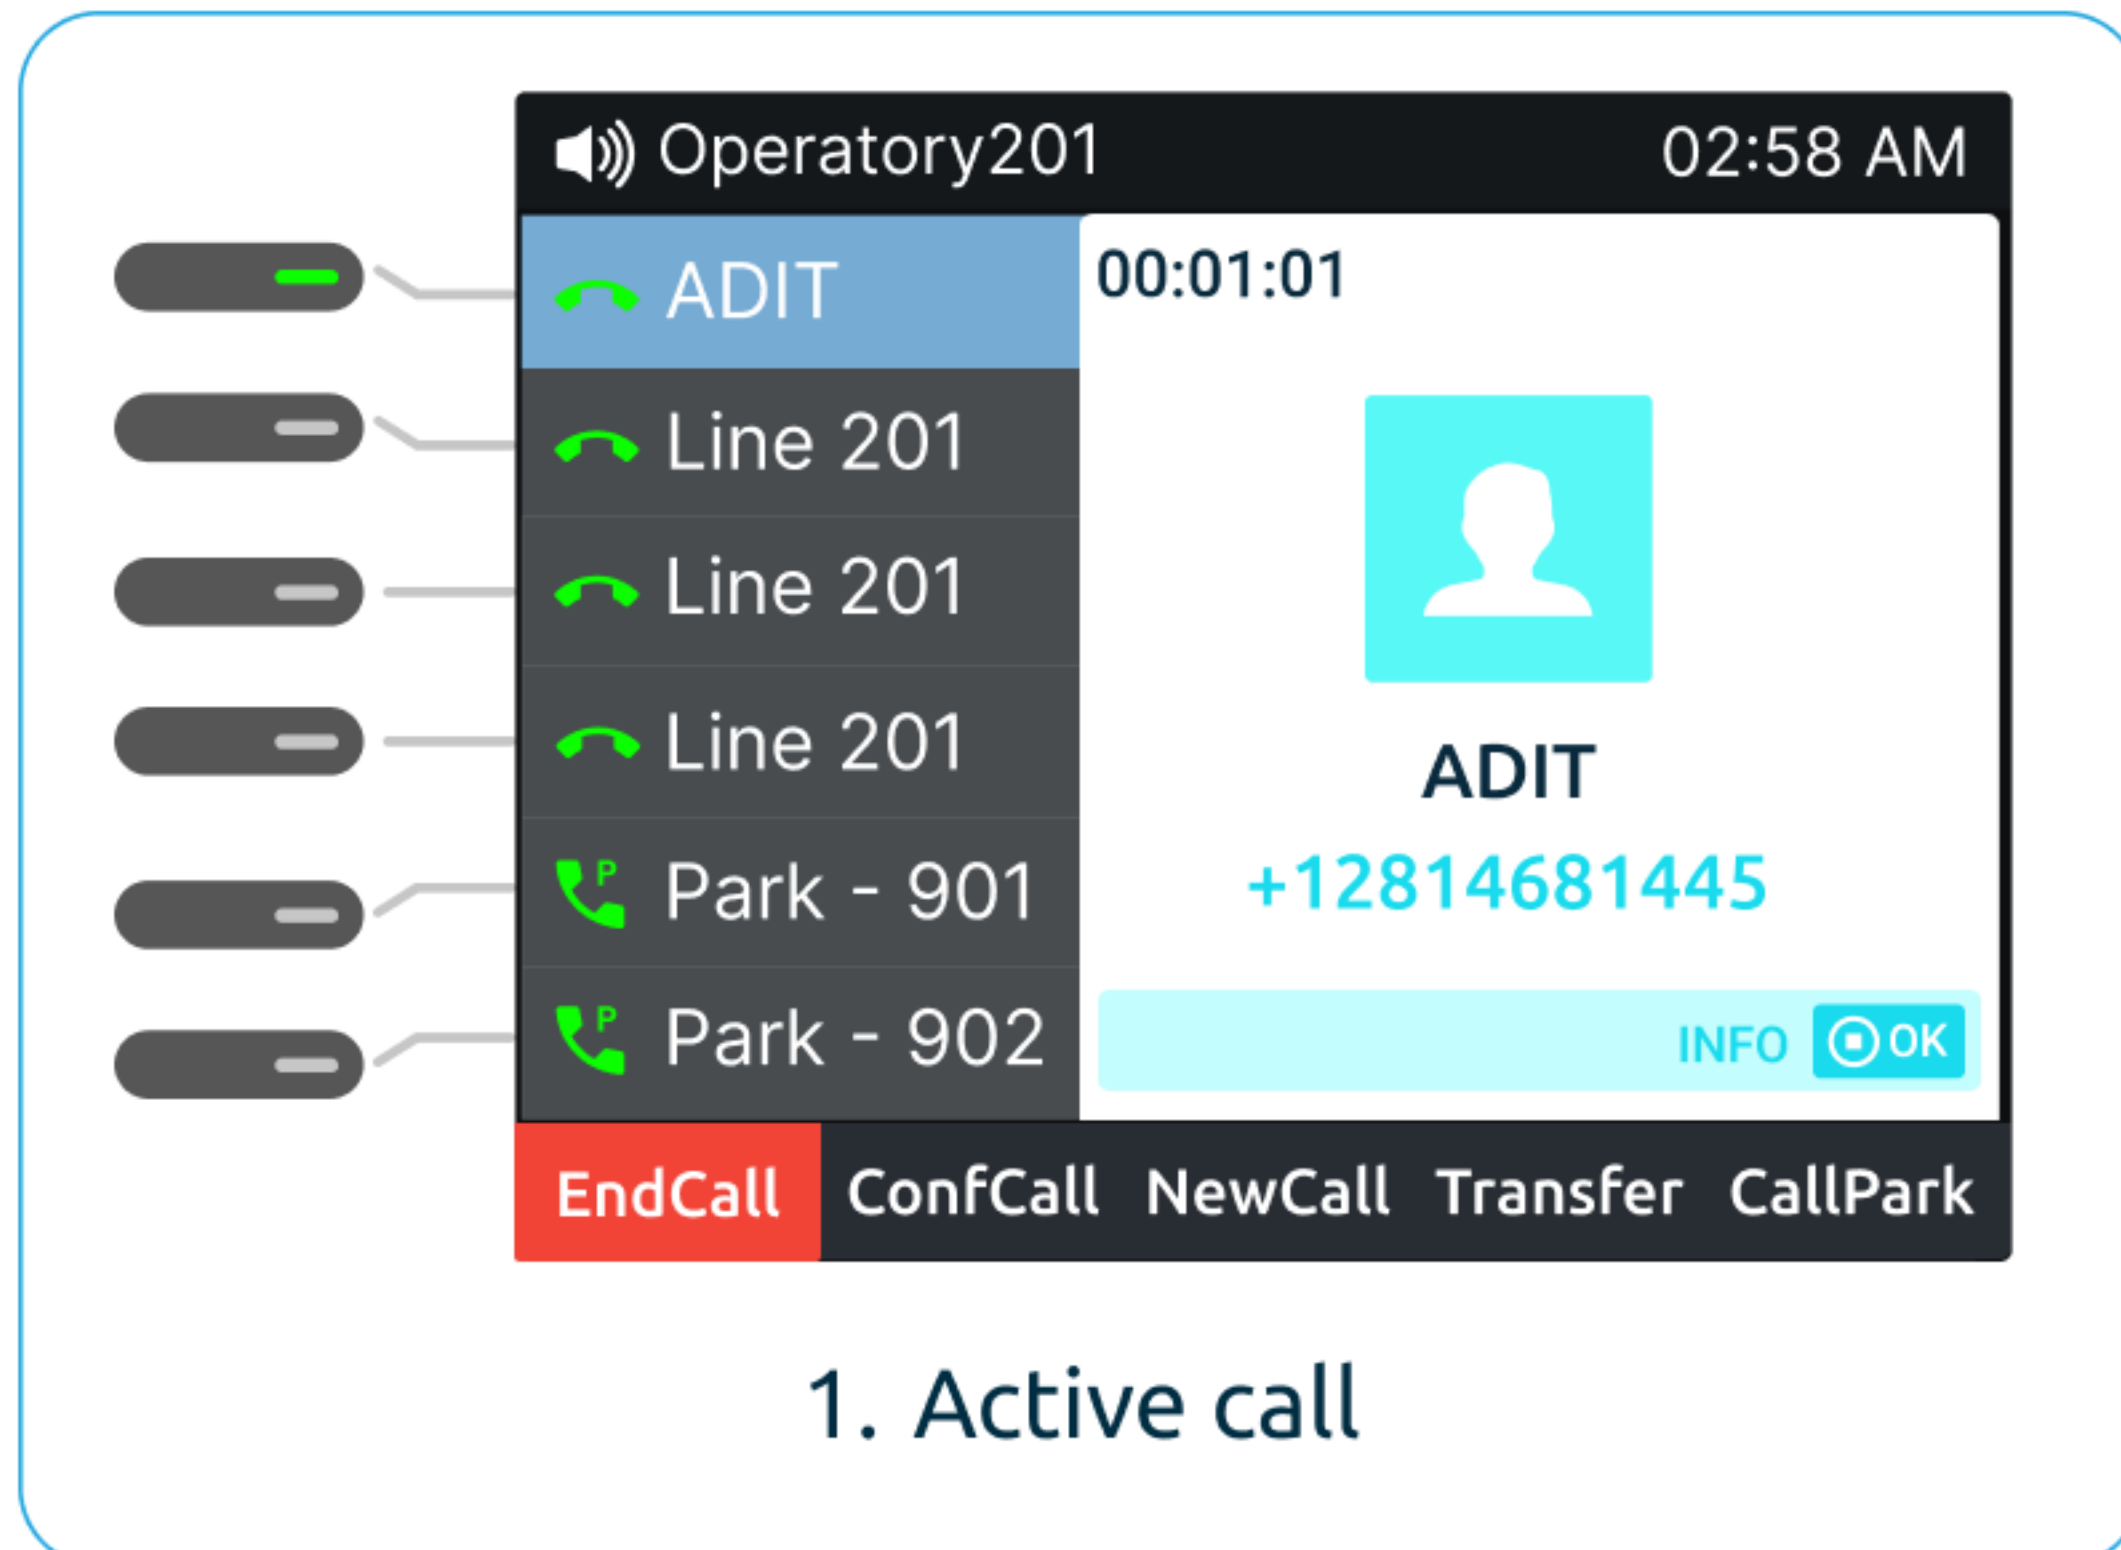 Operatory201 02:58 AM
ADIT
Line 201
Line 201
Line 201
Park - 901
Park - 902
00:01:01
ADIT
+12814681445
INFO OK
EndCall ConfCall NewCall Transfer CallPark
1. Active call